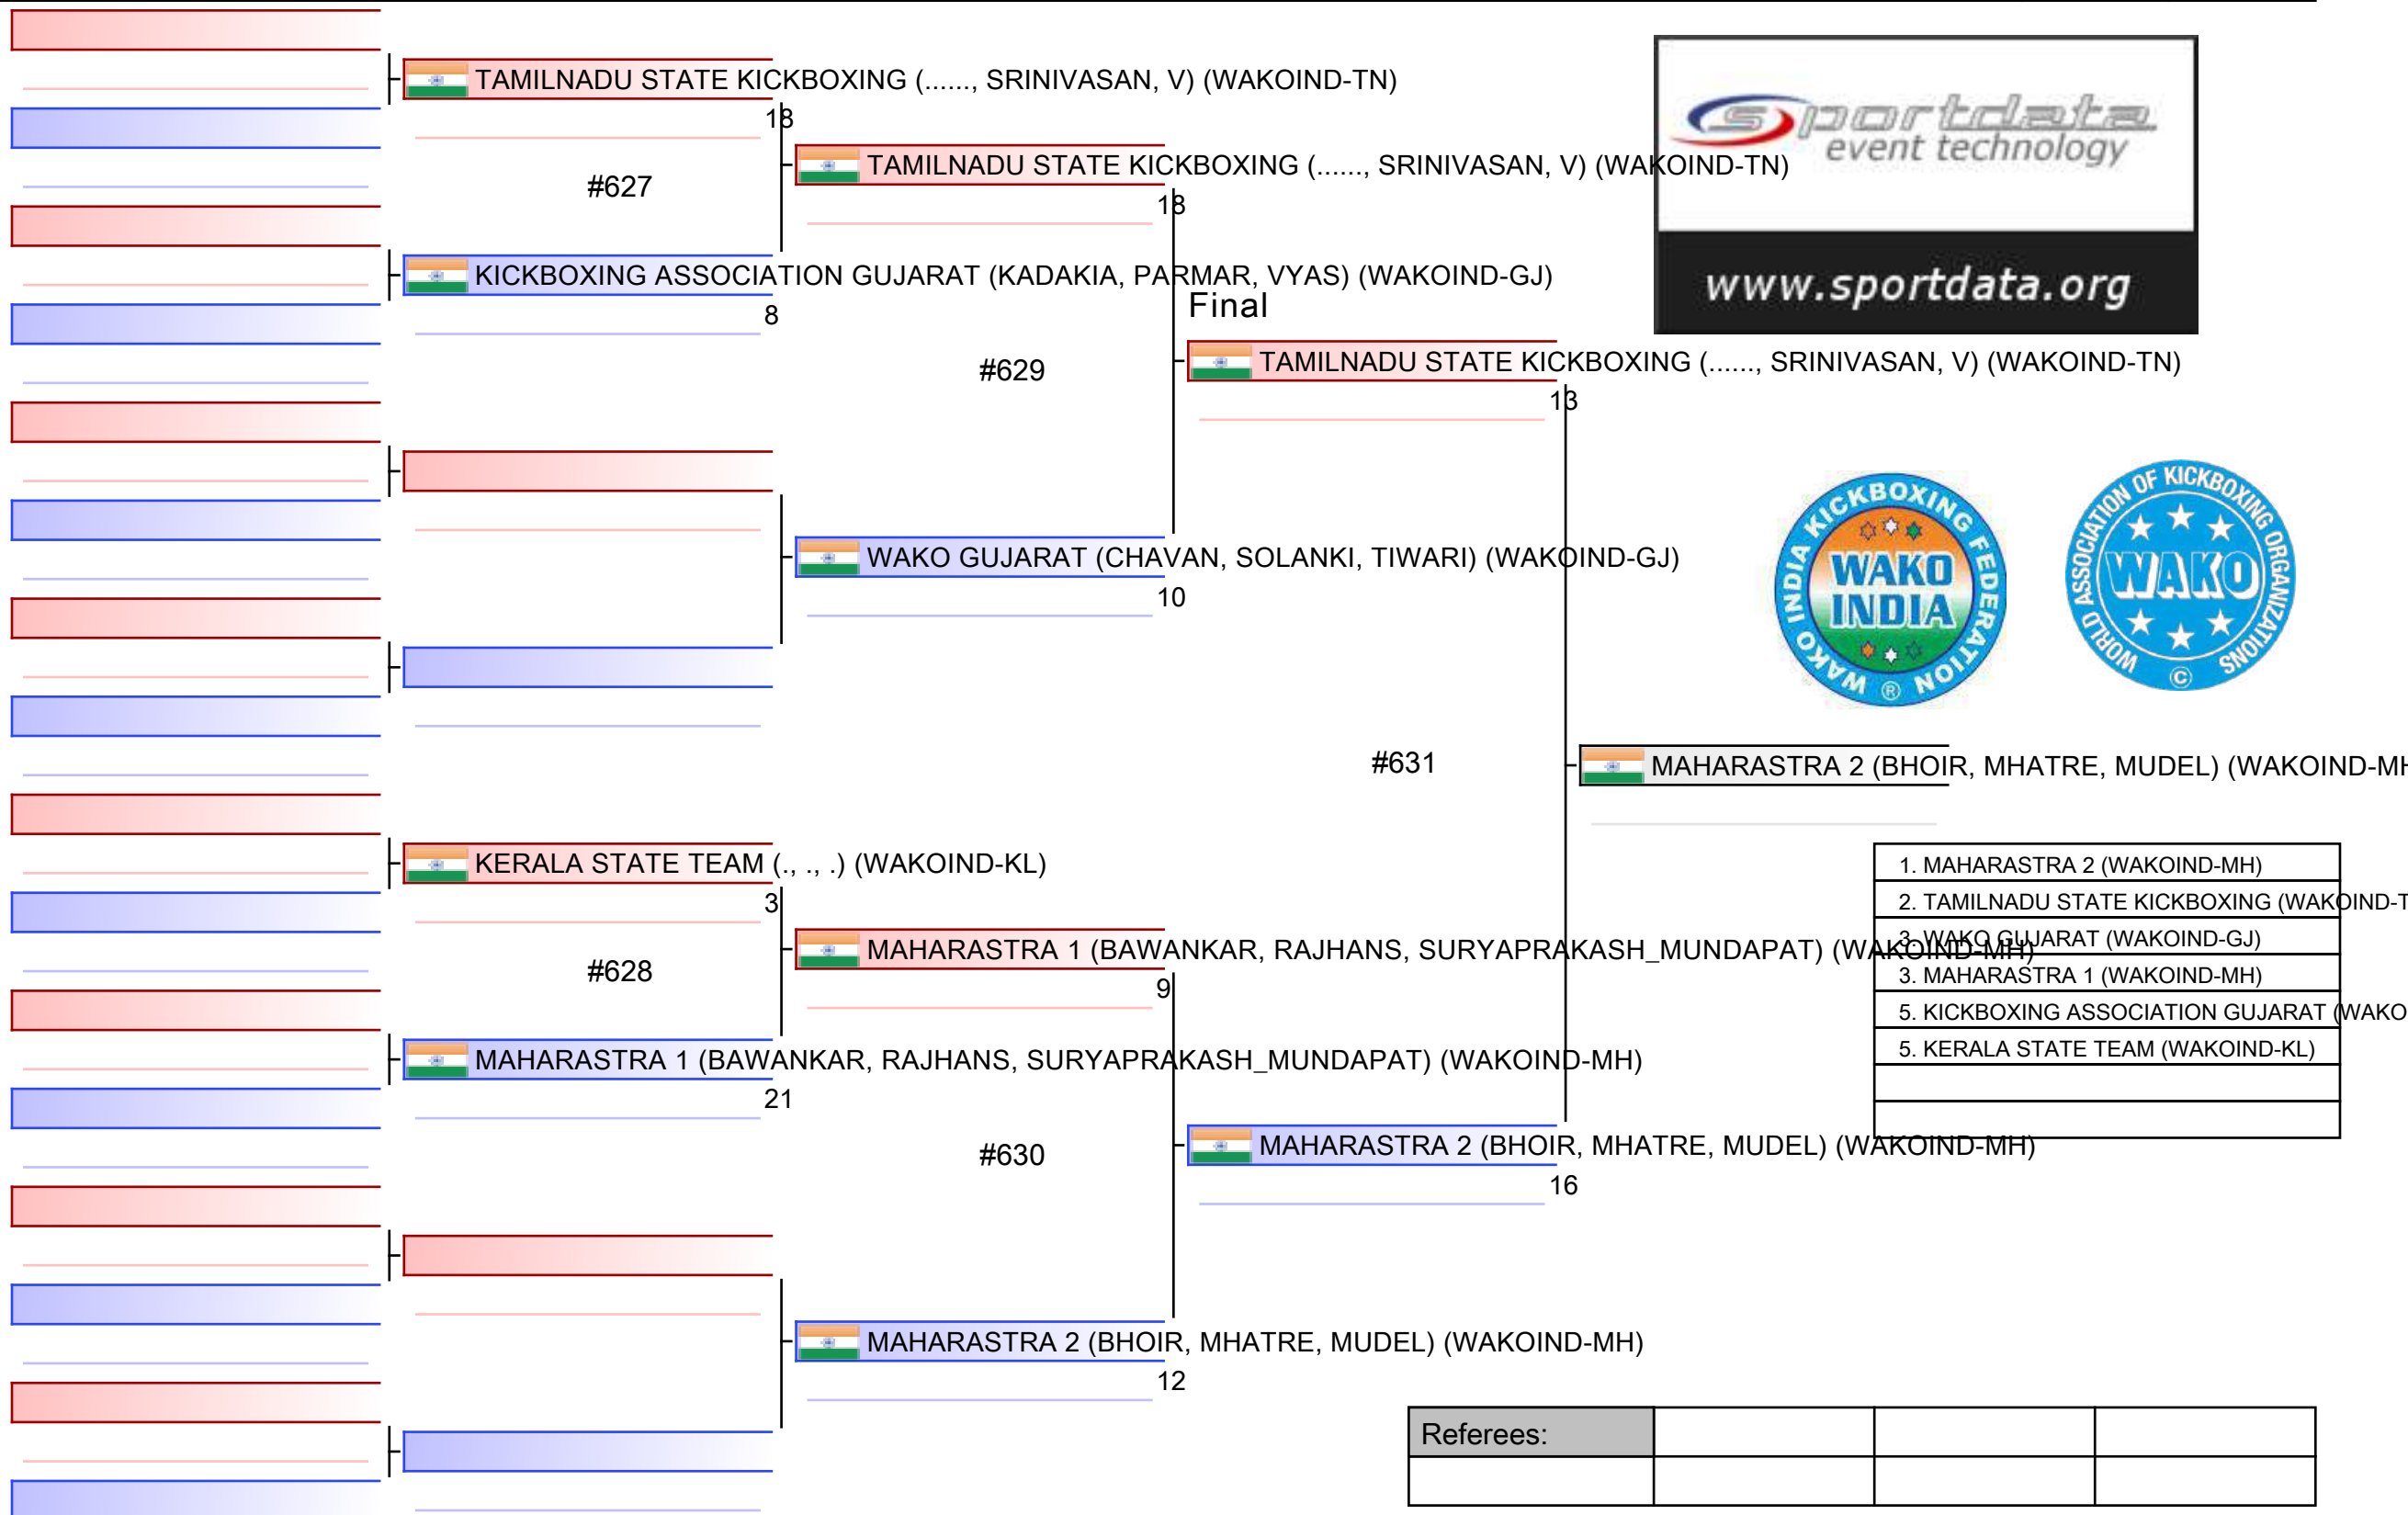 TAMILNADU STATE KICKBOXING (......, SRINIVASAN, V) (WAKOIND-TN)
18
#627
KICKBOXING ASSOCIATION GUJARAT (KADAKIA, PARMAR, VYAS) (WAKOIND-GJ)
8
TAMILNADU STATE KICKBOXING (......, SRINIVASAN, V) (WAKOIND-TN)
18
#629
WAKO GUJARAT (CHAVAN, SOLANKI, TIWARI) (WAKOIND-GJ)
10
Final
TAMILNADU STATE KICKBOXING (......, SRINIVASAN, V) (WAKOIND-TN)
13
#631
KERALA STATE TEAM (., ., .) (WAKOIND-KL)
3
#628
MAHARASTRA 1 (BAWANKAR, RAJHANS, SURYAPRAKASH_MUNDAPAT) (WAKOIND-MH)
21
MAHARASTRA 1 (BAWANKAR, RAJHANS, SURYAPRAKASH_MUNDAPAT) (WAKOIND-MH)
9
#630
MAHARASTRA 2 (BHOIR, MHATRE, MUDEL) (WAKOIND-MH)
12
MAHARASTRA 2 (BHOIR, MHATRE, MUDEL) (WAKOIND-MH)
16
MAHARASTRA 2 (BHOIR, MHATRE, MUDEL) (WAKOIND-MH
sportdata
event technology
www.sportdata.org
WAKO INDIA KICKBOXING FEDERATION ®
WAKO
INDIA
WORLD ASSOCIATION OF KICKBOXING ORGANIZATIONS
WAKO
©
1. MAHARASTRA 2 (WAKOIND-MH)
2. TAMILNADU STATE KICKBOXING (WAKOIND-T
3. WAKO GUJARAT (WAKOIND-GJ)
3. MAHARASTRA 1 (WAKOIND-MH)
5. KICKBOXING ASSOCIATION GUJARAT (WAKO
5. KERALA STATE TEAM (WAKOIND-KL)
Referees: